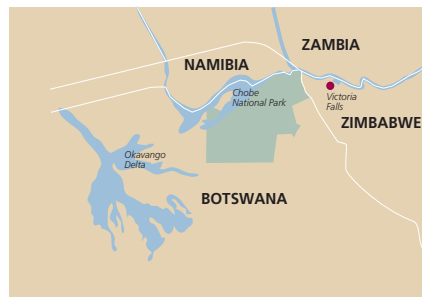 ZAMBIA
NAMIBIA
Chobe
National Park
Victoria
Falls
ZIMBABWE
Okavango
Delta
BOTSWANA